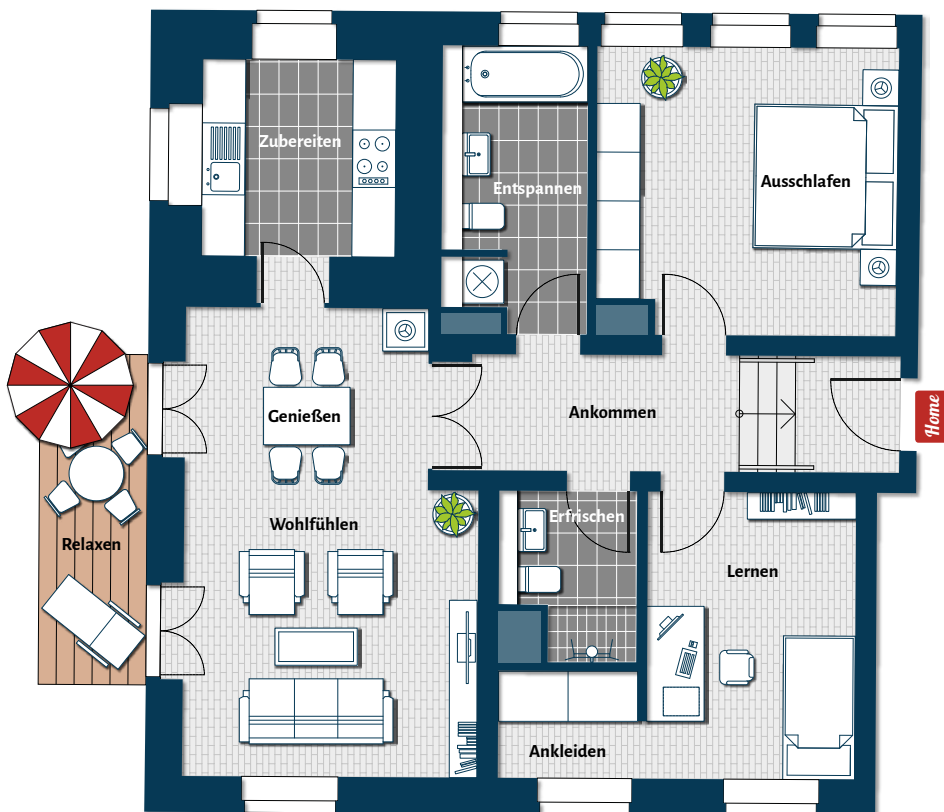 Zubereiten
Entspannen
Ausschlafen
Genießen
Ankommen
Home
Wohlfühlen
Erfrischen
Relaxen
Lernen
Ankleiden